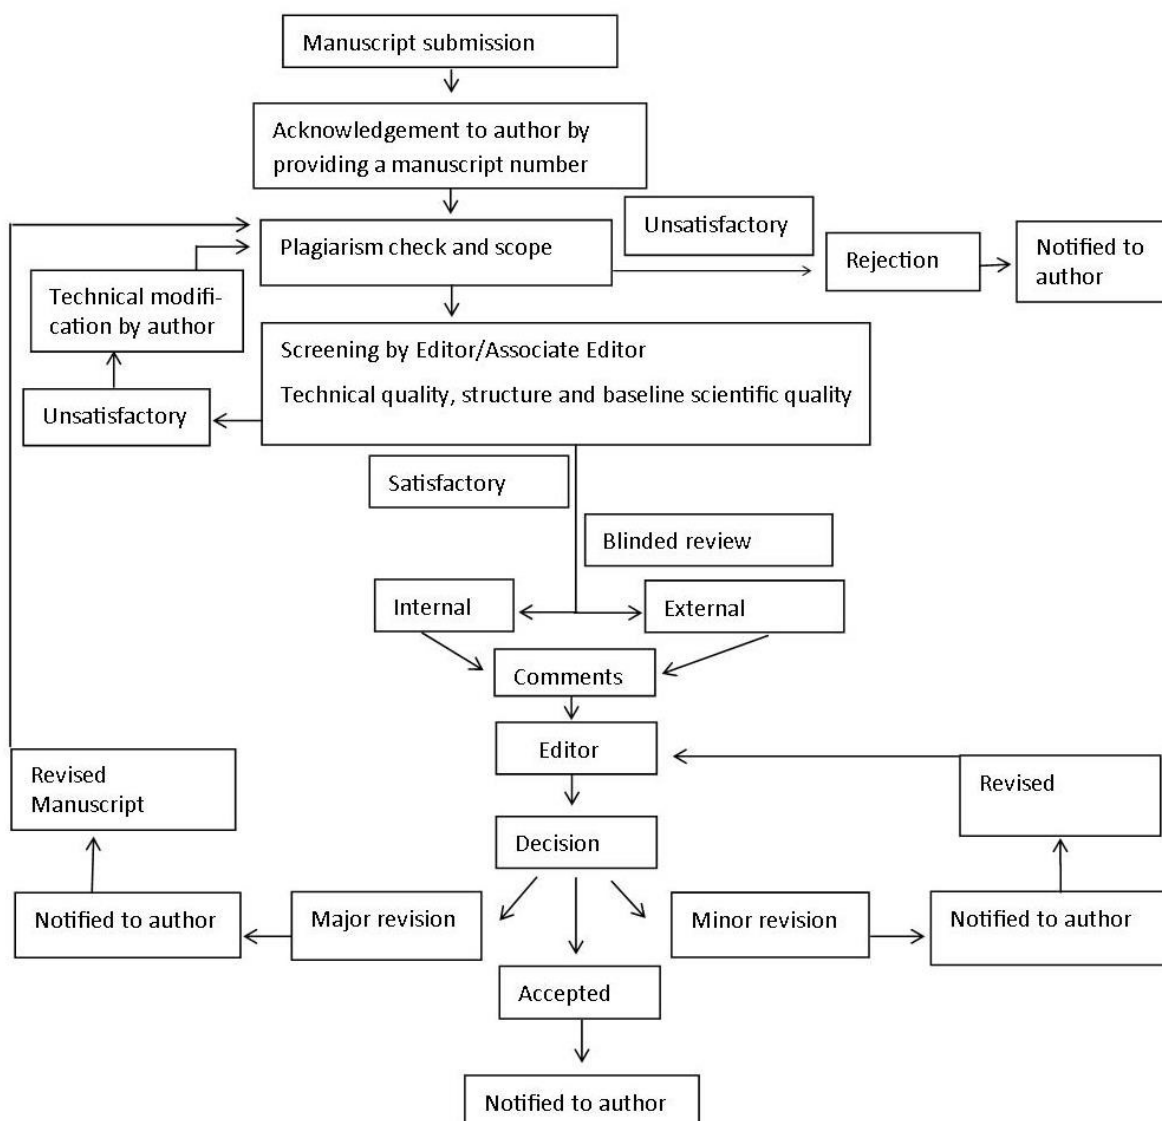 Manuscript submission
Acknowledgement to author by
providing a manuscript number
Unsatisfactory
Plagiarism check and scope
Rejection
Notified to
author
Technical modifi-
cation by author
Screening by Editor/Associate Editor
Technical quality, structure and baseline scientific quality
Unsatisfactory
Satisfactory
Blinded review
Internal
External
Comments
Editor
Revised
Manuscript
Revised
Decision
Notified to author
Major revision
Minor revision
Notified to author
Accepted
Notified to author